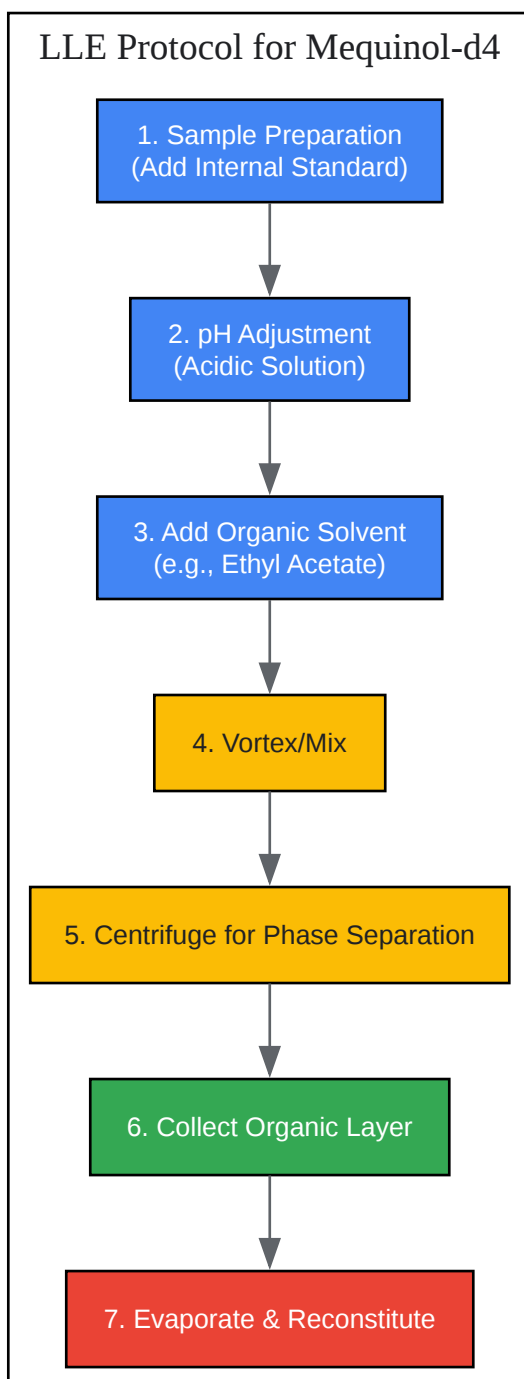 LLE Protocol for Mequinol-d4
1. Sample Preparation
(Add Internal Standard)
2. pH Adjustment
(Acidic Solution)
3. Add Organic Solvent
(e.g., Ethyl Acetate)
4. Vortex/Mix
5. Centrifuge for Phase Separation
6. Collect Organic Layer
7. Evaporate & Reconstitute